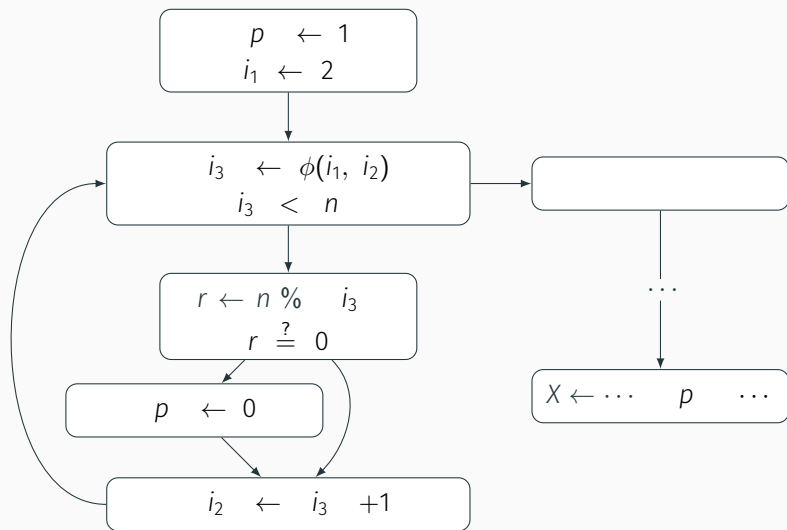 p ← 1
i₁ ← 2
i₃ ← ϕ(i₁, i₂)
i₃ < n
r ← n % i₃
r ≟ 0
p ← 0
i₂ ← i₃ +1
···
X ← ··· p ···